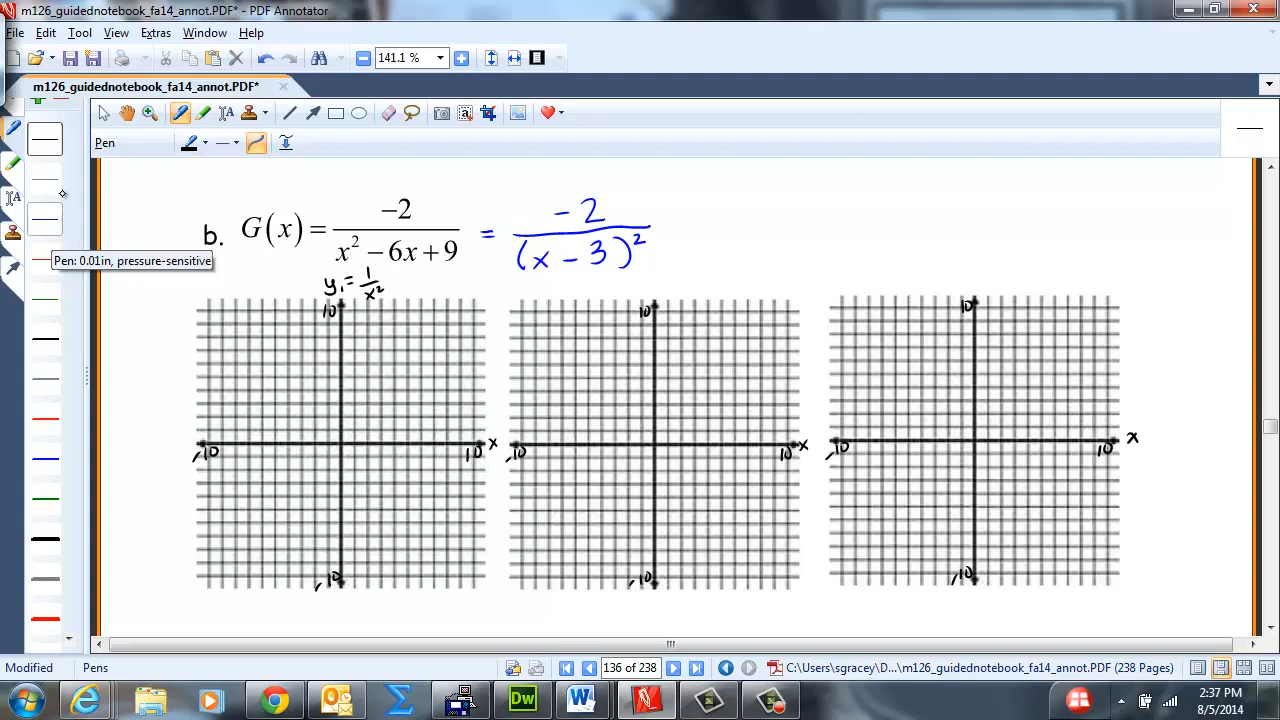 m126_guidednotebook_fa14_annot.PDF* - PDF Annotator
File Edit Tool View Extras Window Help
141.1 %
m126_guidednotebook_fa14_annot.PDF*
Pen
b. G(x) = -2 / (x² − 6x + 9) = -2 / (x − 3)²
Pen: 0.01in, pressure-sensitive
y₁ = 1/x²
10 10 10
-10 10 x -10 10 x -10 10 x
-10 -10 -10
Modified Pens 136 of 238 C:\Users\sgracey\D...\m126_guidednotebook_fa14_annot.PDF (238 Pages)
Dw W
2:37 PM
8/5/2014